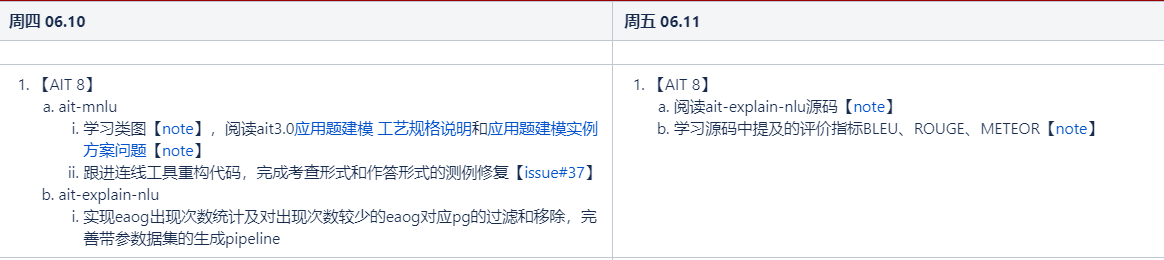 周四 06.10
周五 06.11
1. 【AIT 8】
a. ait-mnlu
i. 学习类图【note】，阅读ait3.0应用题建模 工艺规格说明和应用题建模实例
方案问题【note】
ii. 跟进连线工具重构代码，完成考查形式和作答形式的测例修复【issue#37】
b. ait-explain-nlu
i. 实现eaog出现次数统计及对出现次数较少的eaog对应pg的过滤和移除，完
善带参数据集的生成pipeline
1. 【AIT 8】
a. 阅读ait-explain-nlu源码【note】
b. 学习源码中提及的评价指标BLEU、ROUGE、METEOR【note】